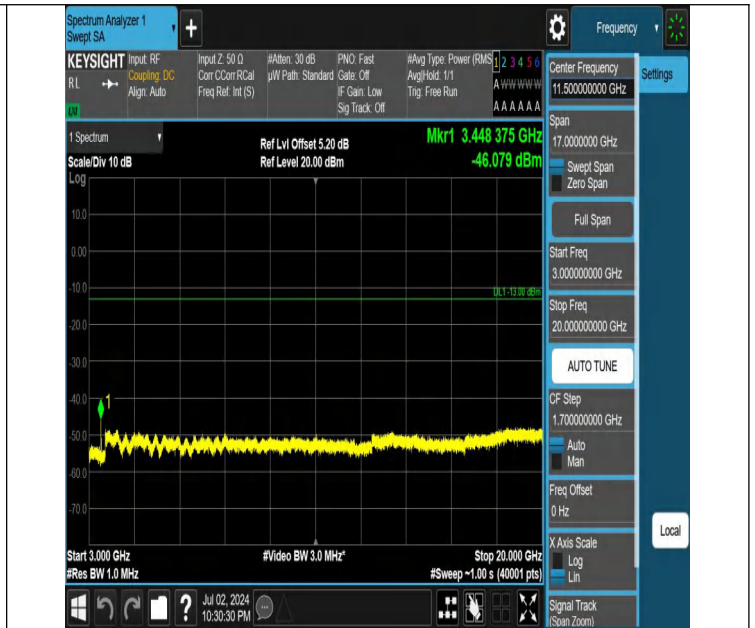 Spectrum Analyzer 1
Swept SA
+
Frequency
KEYSIGHT
RL
Input: RF
Coupling: DC
Align: Auto
Input Z: 50 Ω
Corr CCorr RCal
Freq Ref: Int (S)
#Atten: 30 dB
µW Path: Standard
PNO: Fast
Gate: Off
IF Gain: Low
Sig Track: Off
#Avg Type: Power (RMS
Avg|Hold: 1/1
Trig: Free Run
1 2 3 4 5 6
A W W W W W
A A A A A A
1 Spectrum
Scale/Div 10 dB
Log
Ref Lvl Offset 5.20 dB
Ref Level 20.00 dBm
Mkr1 3.448 375 GHz
-46.079 dBm
10.0
0.00
-10.0
DL1 -13.00 dBm
-20.0
-30.0
-40.0
1
-50.0
-60.0
-70.0
Start 3.000 GHz
#Res BW 1.0 MHz
#Video BW 3.0 MHz*
Stop 20.000 GHz
#Sweep ~1.00 s (40001 pts)
Jul 02, 2024
10:30:30 PM
?
Settings
Center Frequency
11.50000000 GHz
Span
17.0000000 GHz
Swept Span
Zero Span
Full Span
Start Freq
3.000000000 GHz
Stop Freq
20.000000000 GHz
AUTO TUNE
CF Step
1.700000000 GHz
Auto
Man
Freq Offset
0 Hz
X Axis Scale
Log
Lin
Signal Track
(Span Zoom)
Local